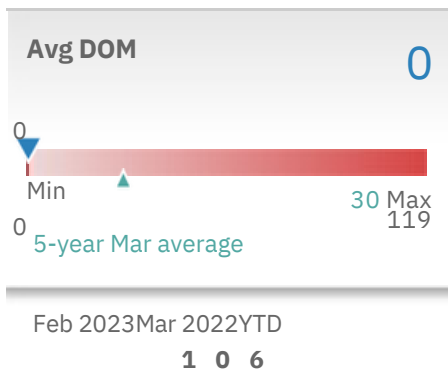 Avg DOM 0
0
Min
30 Max
119
0
5-year Mar average
Feb 2023Mar 2022YTD
1 0 6